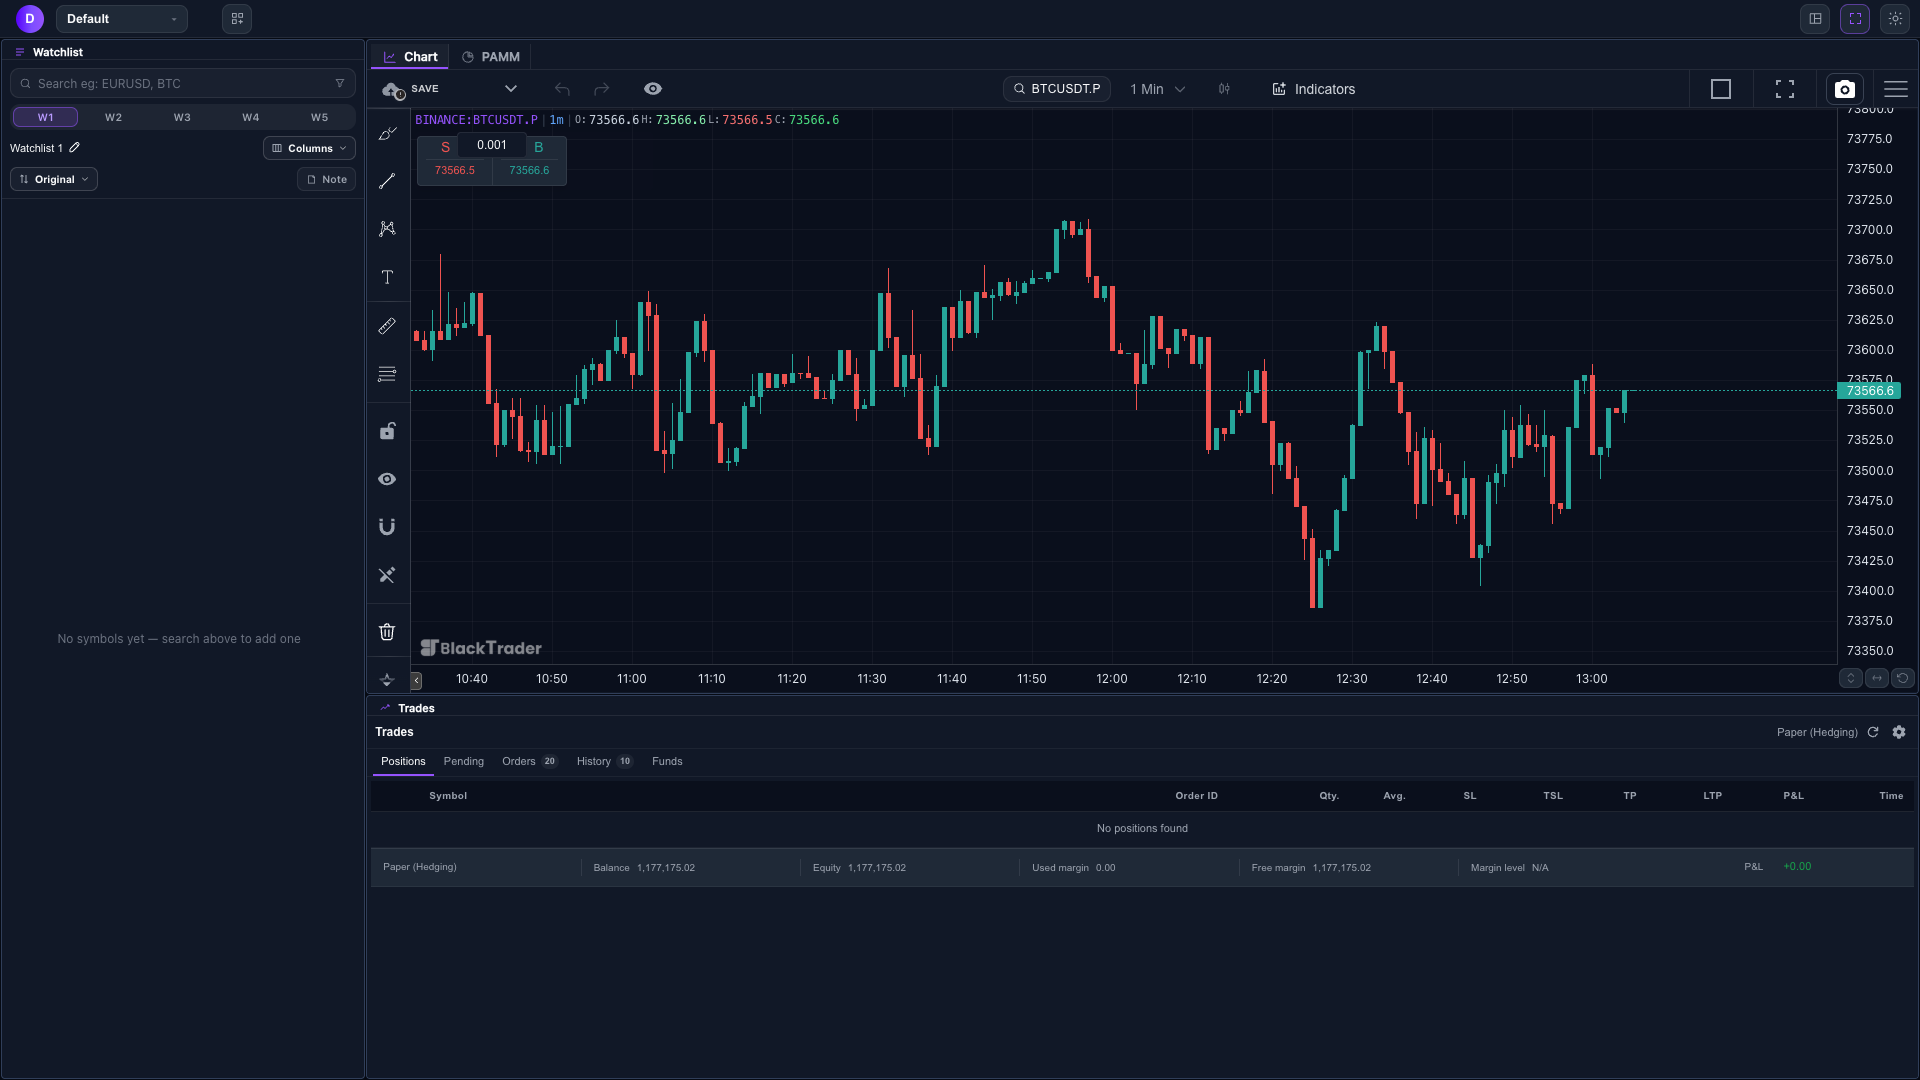 D Default
Watchlist
Search eg: EURUSD, BTC
W1 W2 W3 W4 W5
Watchlist 1 Columns
Original Note
No symbols yet — search above to add one
Chart PAMM
SAVE BTCUSDT.P 1 Min Indicators
BINANCE:BTCUSDT.P 1m O: 73566.6 H: 73566.6 L: 73566.5 C: 73566.6
S 0.001 B
73566.5 73566.6
73800.0
73775.0
73750.0
73725.0
73700.0
73675.0
73650.0
73625.0
73600.0
73575.0
73566.6
73550.0
73525.0
73500.0
73475.0
73450.0
73425.0
73400.0
73375.0
73350.0
BlackTrader
10:40 10:50 11:00 11:10 11:20 11:30 11:40 11:50 12:00 12:10 12:20 12:30 12:40 12:50 13:00
Trades
Trades Paper (Hedging)
Positions Pending Orders 20 History 10 Funds
Symbol Order ID Qty. Avg. SL TSL TP LTP P&L Time
No positions found
Paper (Hedging) Balance 1,177,175.02 Equity 1,177,175.02 Used margin 0.00 Free margin 1,177,175.02 Margin level N/A P&L +0.00